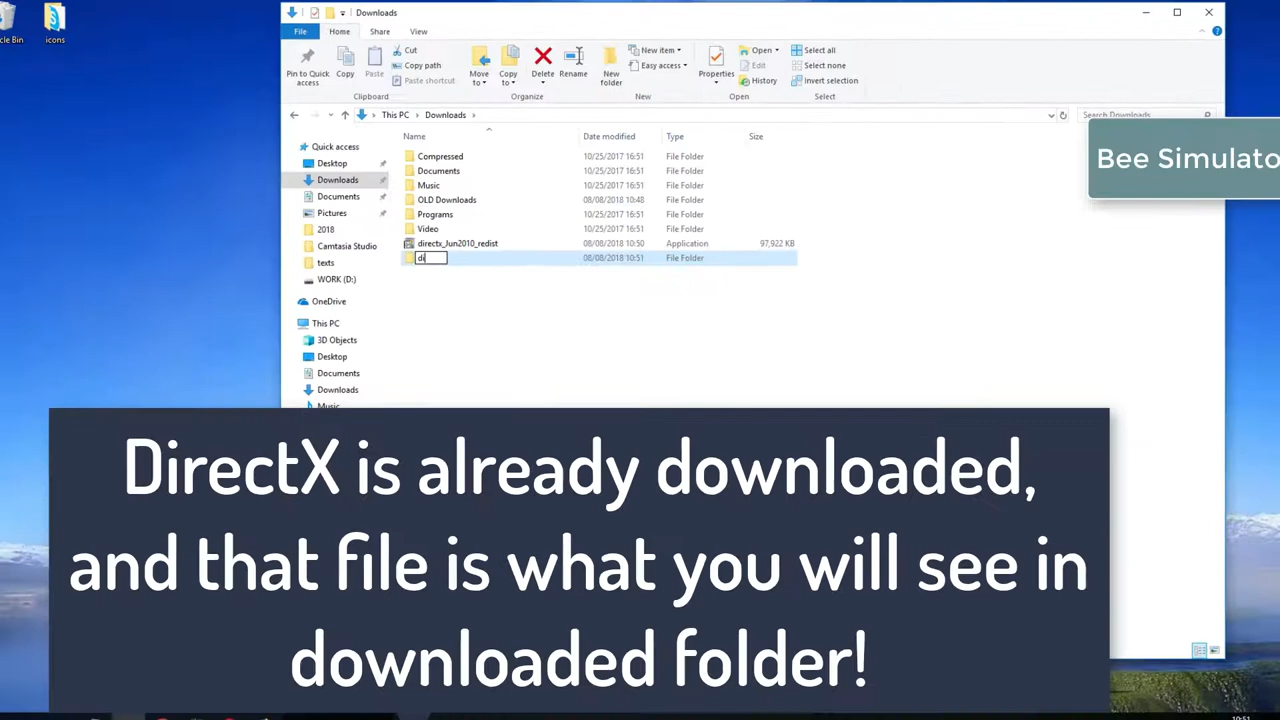 Downloads
File Home Share View
Pin to Quick access
Copy
Paste
Cut
Copy path
Paste shortcut
Clipboard
Move to
Copy to
Delete
Rename
Organize
New folder
New item
Easy access
New
Properties
Open
Edit
History
Open
Select all
Select none
Invert selection
Select
This PC > Downloads >
Search Downloads
Name Date modified Type Size
Compressed 10/25/2017 16:51 File Folder
Documents 10/25/2017 16:51 File Folder
Music 10/25/2017 16:51 File Folder
OLD Downloads 08/08/2018 10:48 File Folder
Programs 10/25/2017 16:51 File Folder
Video 10/25/2017 16:51 File Folder
directx_Jun2010_redist 08/08/2018 10:50 Application 97,922 KB
di 08/08/2018 10:51 File Folder
Quick access
Desktop
Downloads
Documents
Pictures
2018
Camtasia Studio
texts
WORK (D:)
OneDrive
This PC
3D Objects
Desktop
Documents
Downloads
Music
cle Bin
icons
Bee Simulato
DirectX is already downloaded,
and that file is what you will see in
downloaded folder!
10:51